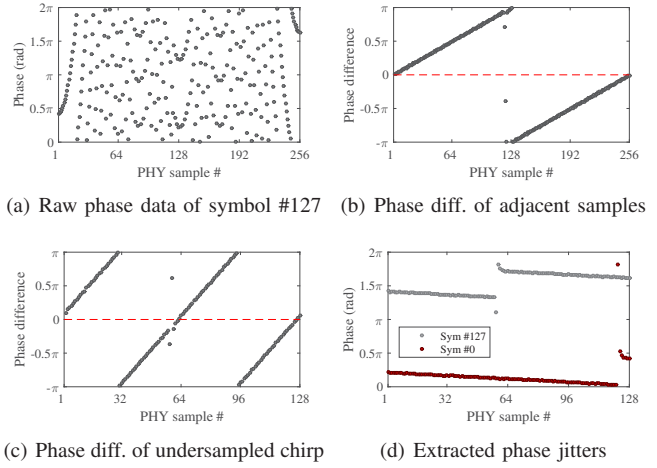 2π
1.5π
π
0.5π
0
Phase (rad)
1 64 128 192 256
PHY sample #
(a) Raw phase data of symbol #127
π
0.5π
0
-0.5π
-π
Phase difference
1 64 128 192 256
PHY sample #
(b) Phase diff. of adjacent samples
π
0.5π
0
-0.5π
-π
Phase difference
1 32 64 96 128
PHY sample #
(c) Phase diff. of undersampled chirp
2π
1.5π
π
0.5π
0
Phase (rad)
Sym #127
Sym #0
1 32 64 96 128
PHY sample #
(d) Extracted phase jitters